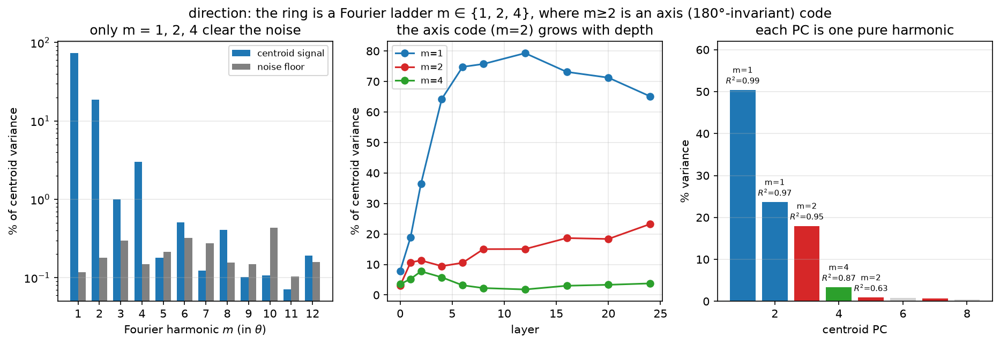 direction: the ring is a Fourier ladder m ∈ {1, 2, 4}, where m≥2 is an axis (180°-invariant) code
only m = 1, 2, 4 clear the noise
% of centroid variance
10²
10¹
10⁰
10⁻¹
centroid signal
noise floor
1 2 3 4 5 6 7 8 9 10 11 12
Fourier harmonic m (in θ)
the axis code (m=2) grows with depth
% of centroid variance
80
70
60
50
40
30
20
10
0
m=1
m=2
m=4
0 5 10 15 20 25
layer
each PC is one pure harmonic
% variance
60
50
40
30
20
10
0
m=1
R²=0.99
m=1
R²=0.97
m=2
R²=0.95
m=4
R²=0.87
m=2
R²=0.63
2 4 6 8
centroid PC